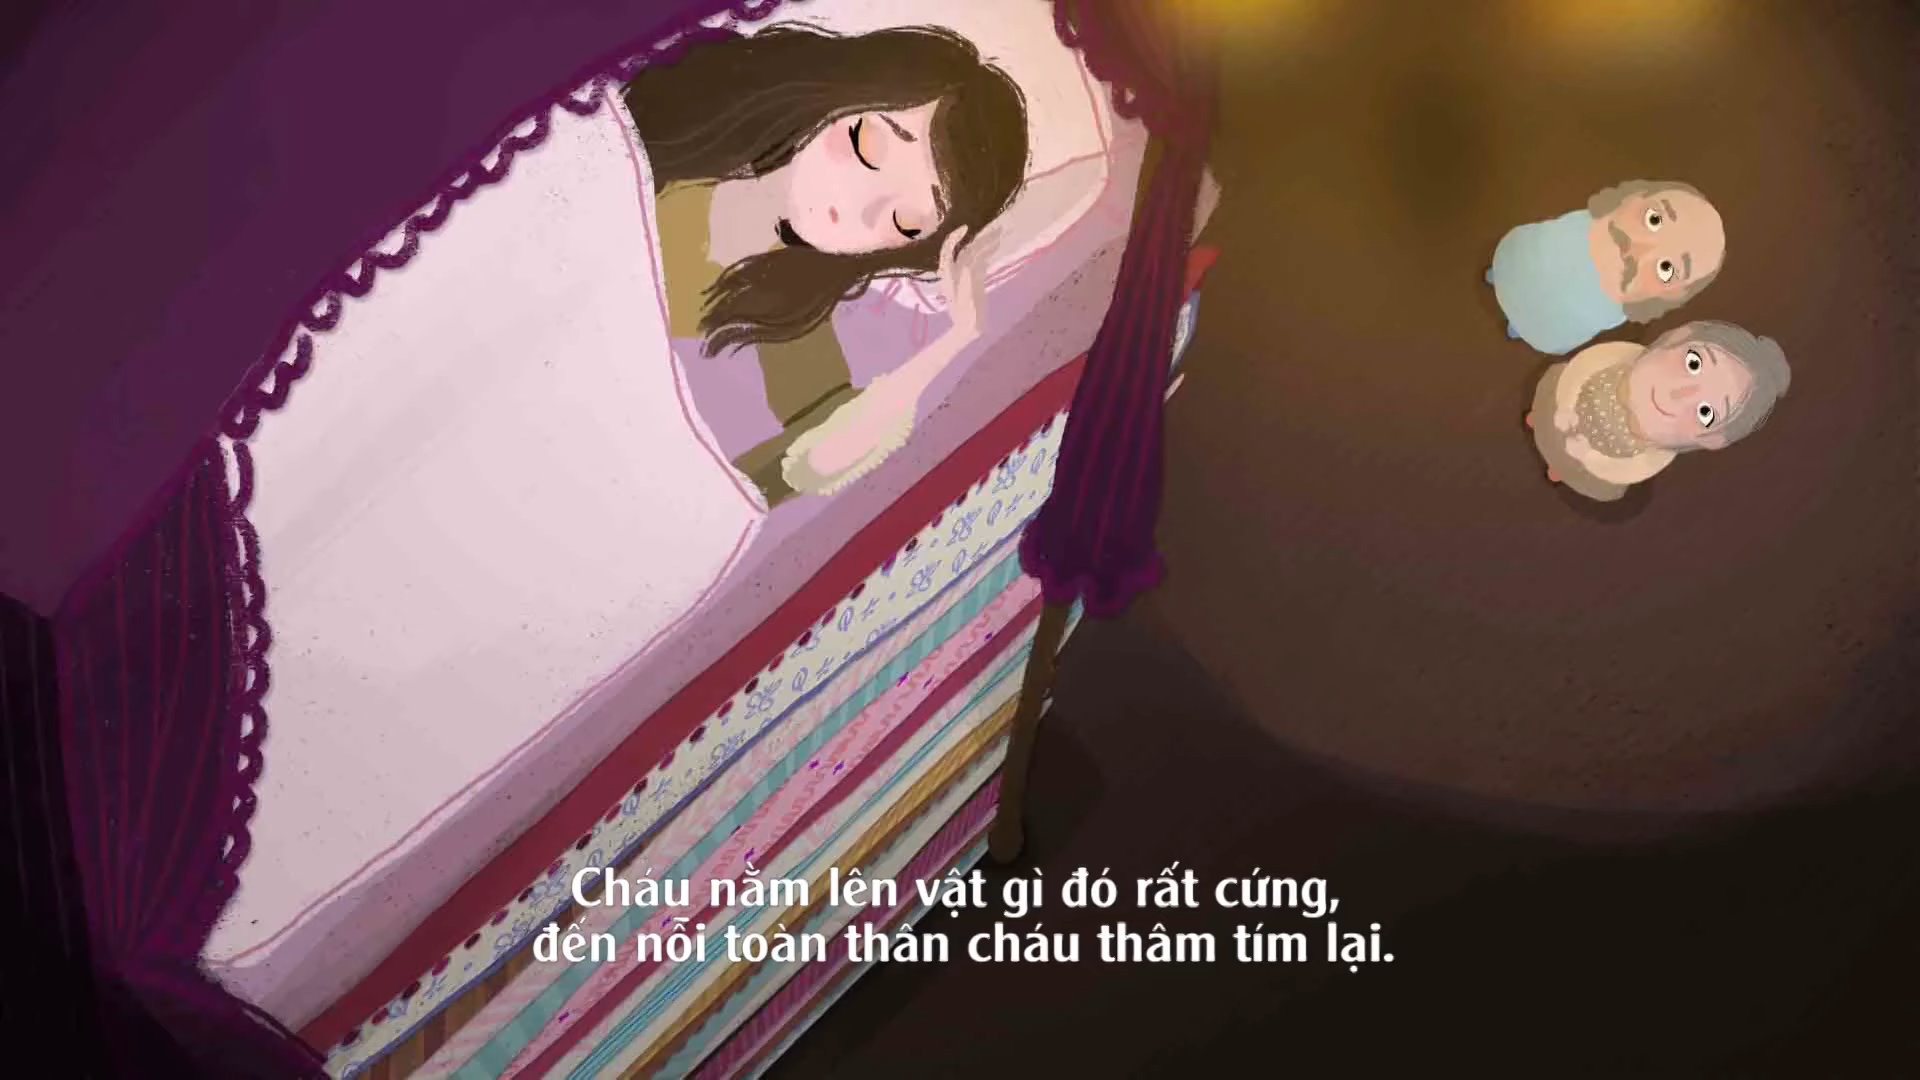 Cháu nằm lên vật gì đó rất cứng,
đến nỗi toàn thân cháu thâm tím lại.